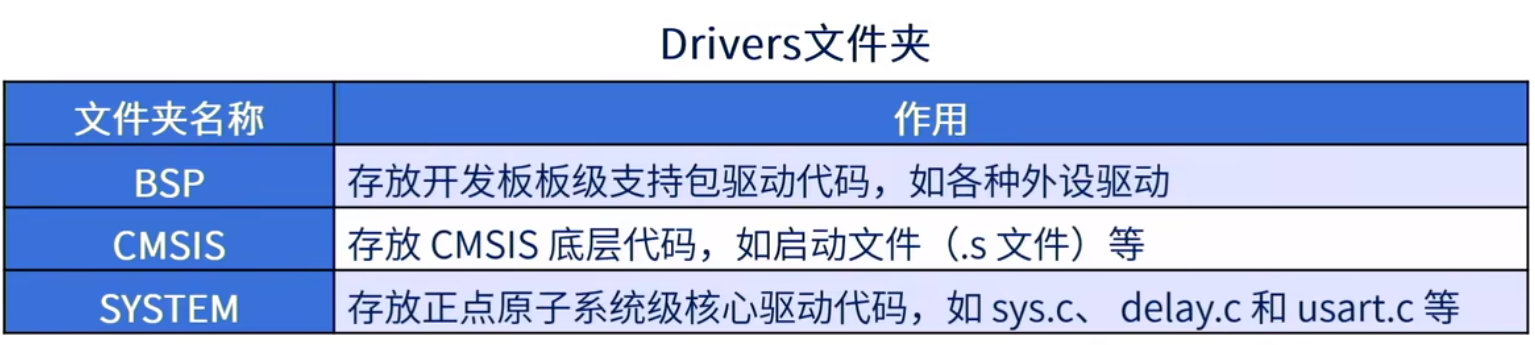 Drivers文件夹
文件夹名称 作用
BSP 存放开发板板级支持包驱动代码，如各种外设驱动
CMSIS 存放 CMSIS 底层代码，如启动文件（.s 文件）等
SYSTEM 存放正点原子系统级核心驱动代码，如 sys.c、 delay.c 和 usart.c 等